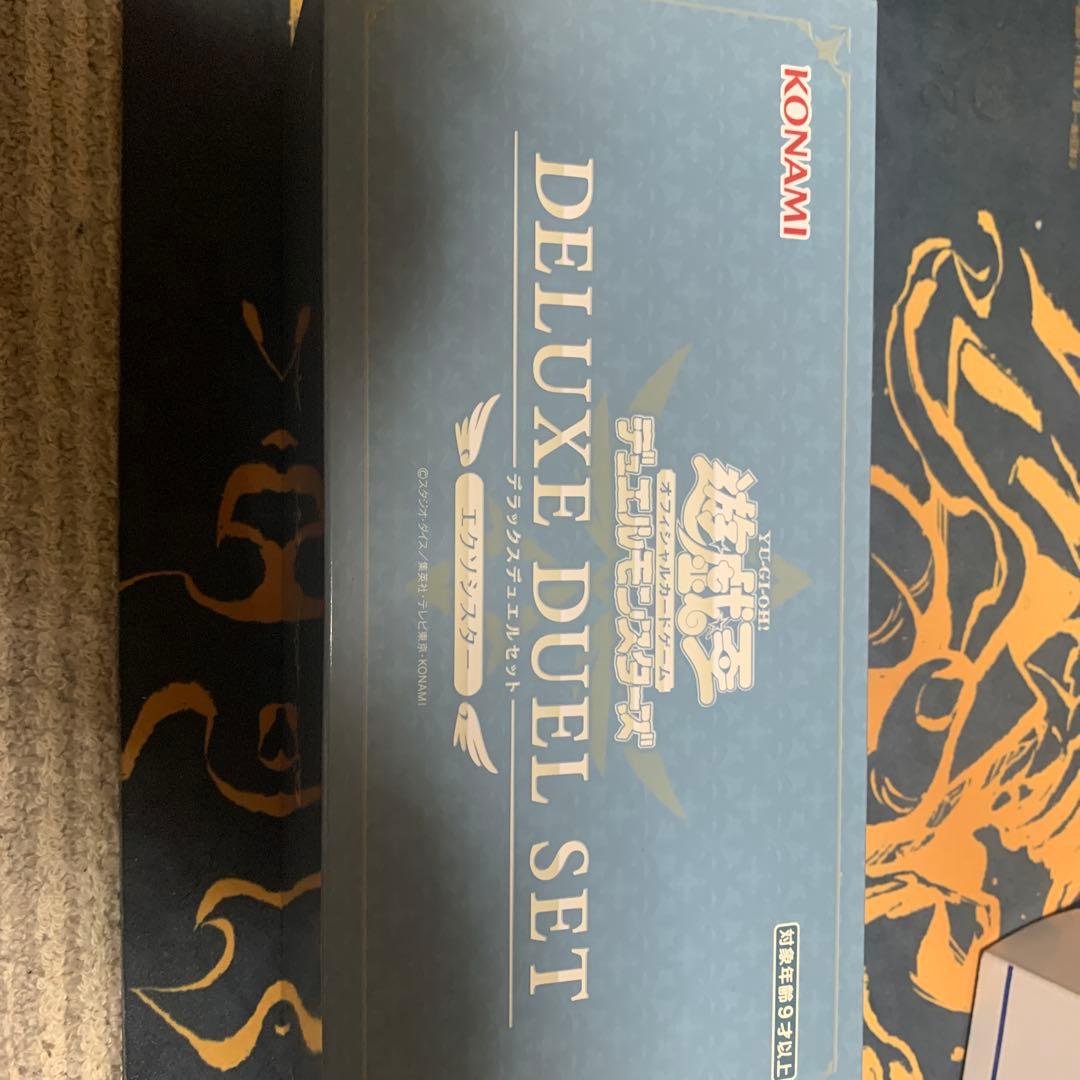 KONAMI
対象年齢9才以上
YU-GI-OH!
遊戯王
オフィシャルカードゲーム
デュエルモンスターズ
DELUXE DUEL SET
デラックスデュエルセット
エクソシスター
©スタジオ・ダイス/集英社・テレビ東京・KONAMI